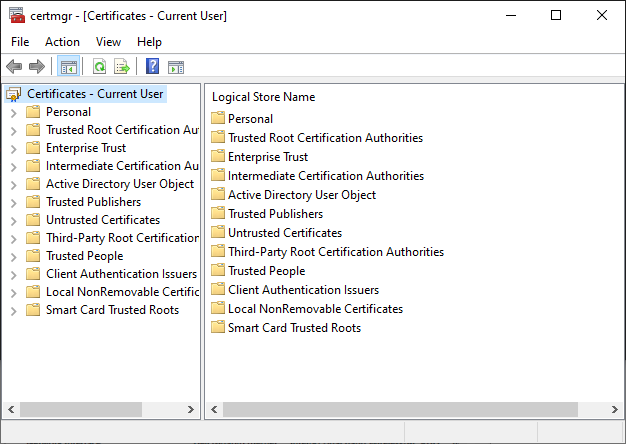 certmgr - [Certificates - Current User]
File Action View Help
Certificates - Current User
Personal
Trusted Root Certification Au
Enterprise Trust
Intermediate Certification Au
Active Directory User Object
Trusted Publishers
Untrusted Certificates
Third-Party Root Certification
Trusted People
Client Authentication Issuers
Local NonRemovable Certific
Smart Card Trusted Roots
Logical Store Name
Personal
Trusted Root Certification Authorities
Enterprise Trust
Intermediate Certification Authorities
Active Directory User Object
Trusted Publishers
Untrusted Certificates
Third-Party Root Certification Authorities
Trusted People
Client Authentication Issuers
Local NonRemovable Certificates
Smart Card Trusted Roots